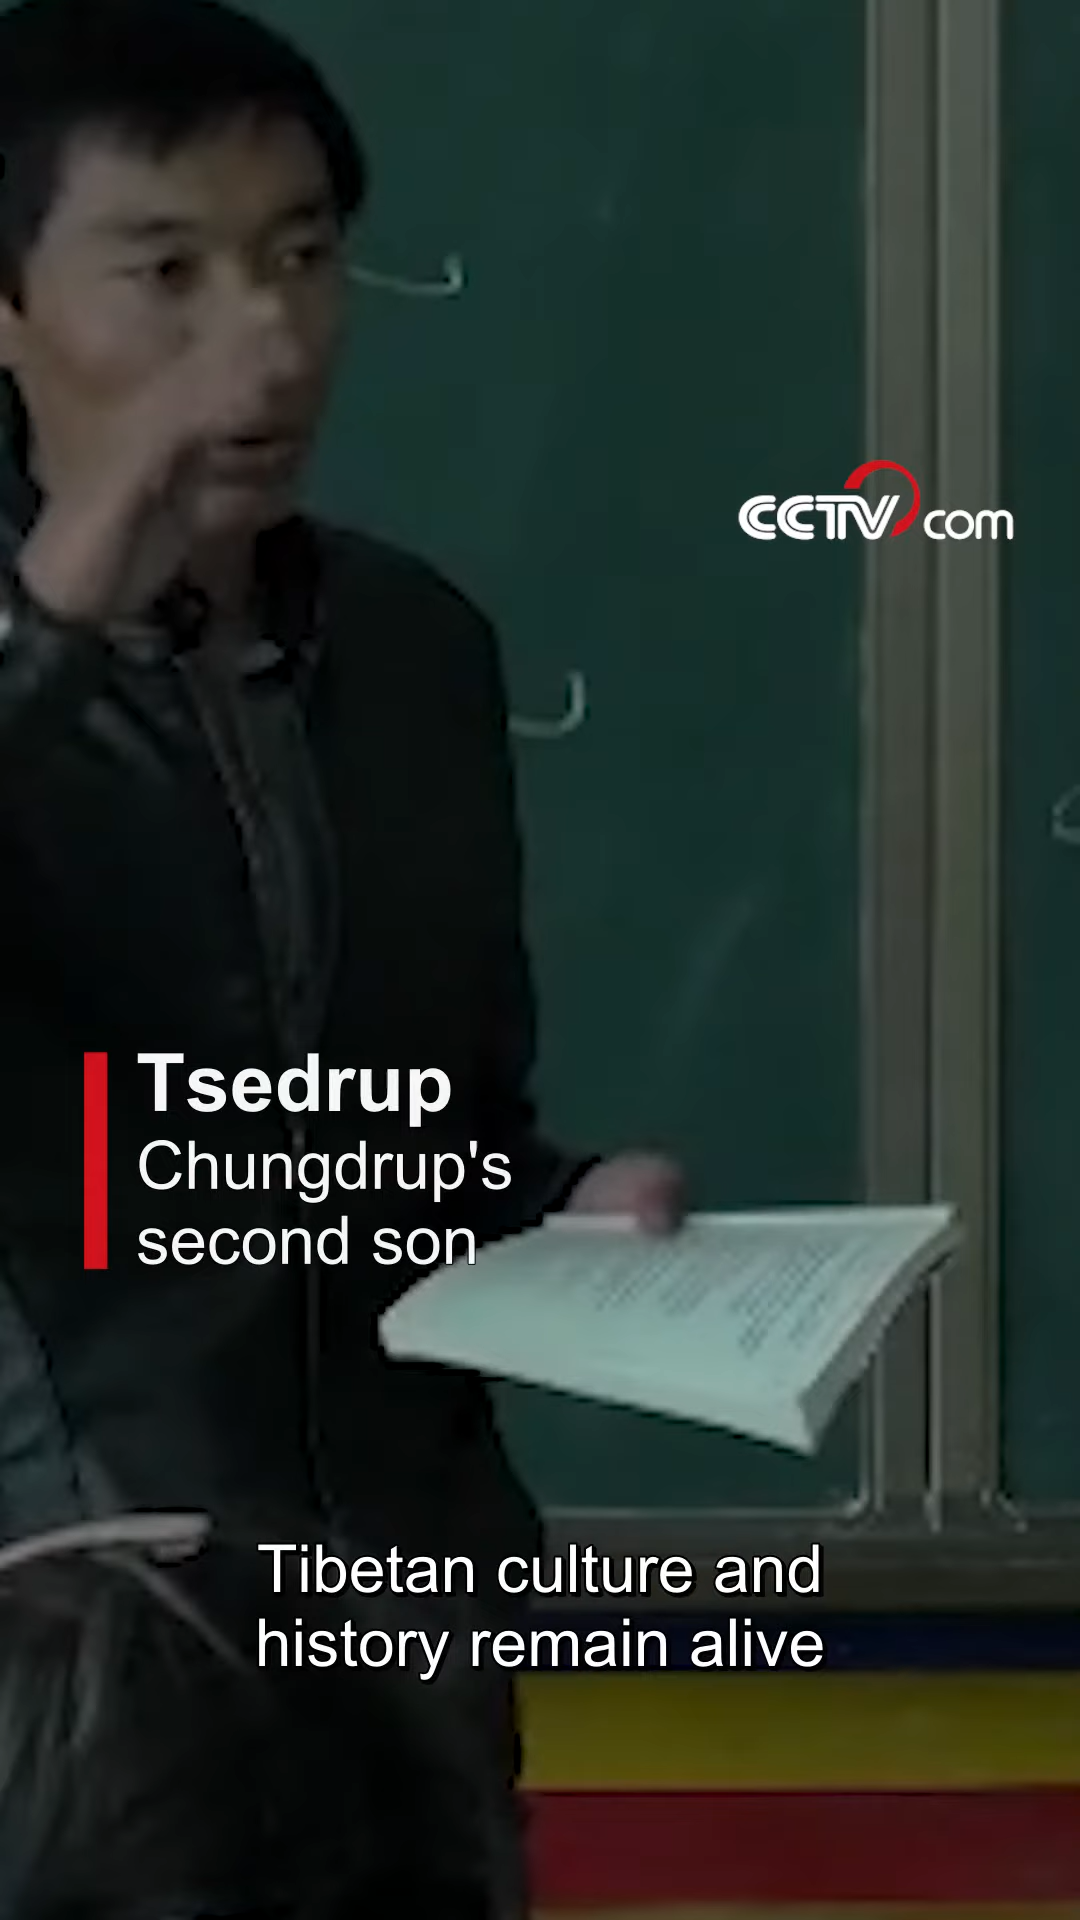 CCTV com
Tsedrup
Chungdrup's
second son
Tibetan culture and
history remain alive